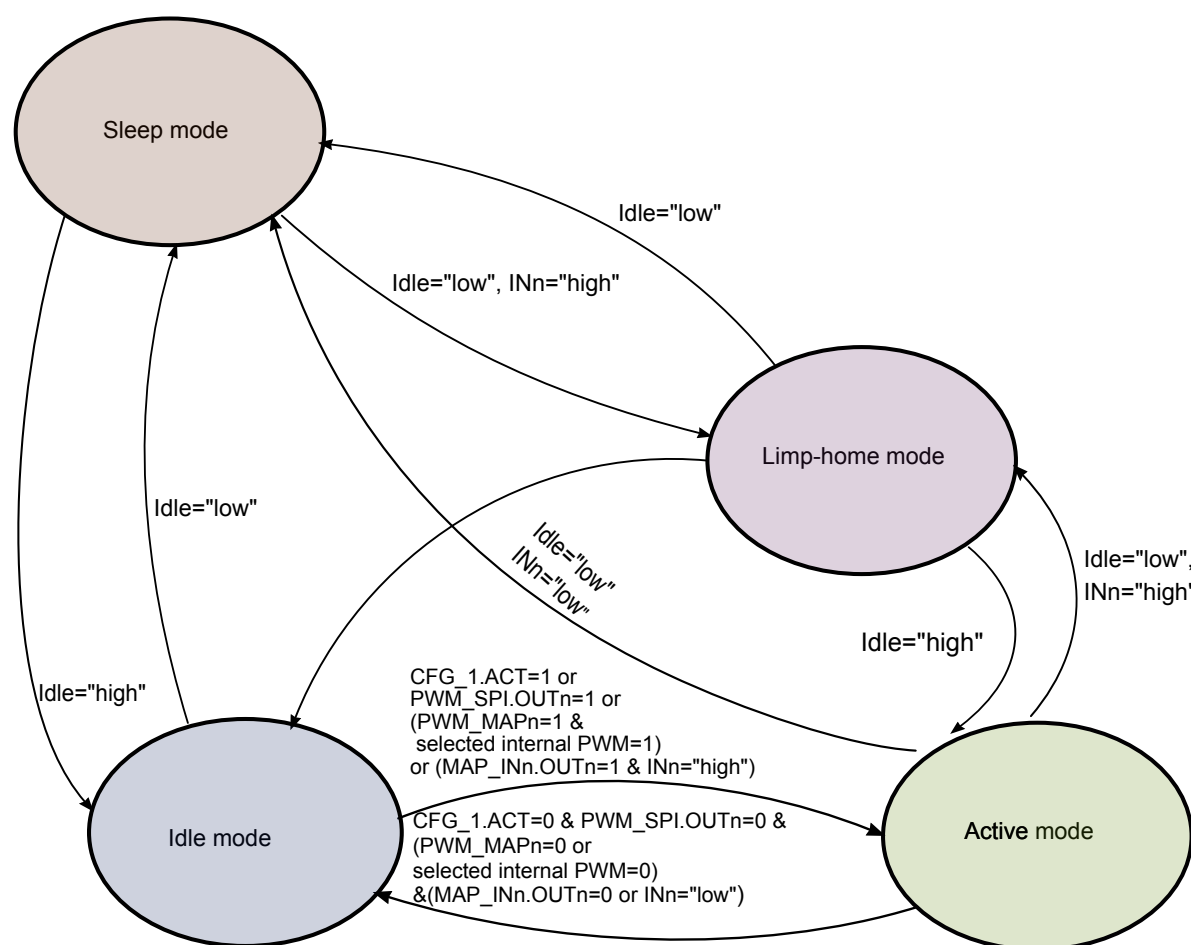 Sleep mode
Idle="low"
Idle="low", INn="high"
Limp-home mode
Idle="low"
Idle="low"
INn="low"
Idle="low",
INn="high"
Idle="high"
Idle="high"
CFG_1.ACT=1 or
PWM_SPI.OUTn=1 or
(PWM_MAPn=1 &
selected internal PWM=1)
or (MAP_INn.OUTn=1 & INn="high")
CFG_1.ACT=0 & PWM_SPI.OUTn=0 &
(PWM_MAPn=0 or
selected internal PWM=0)
&(MAP_INn.OUTn=0 or INn="low")
Idle mode
Active mode